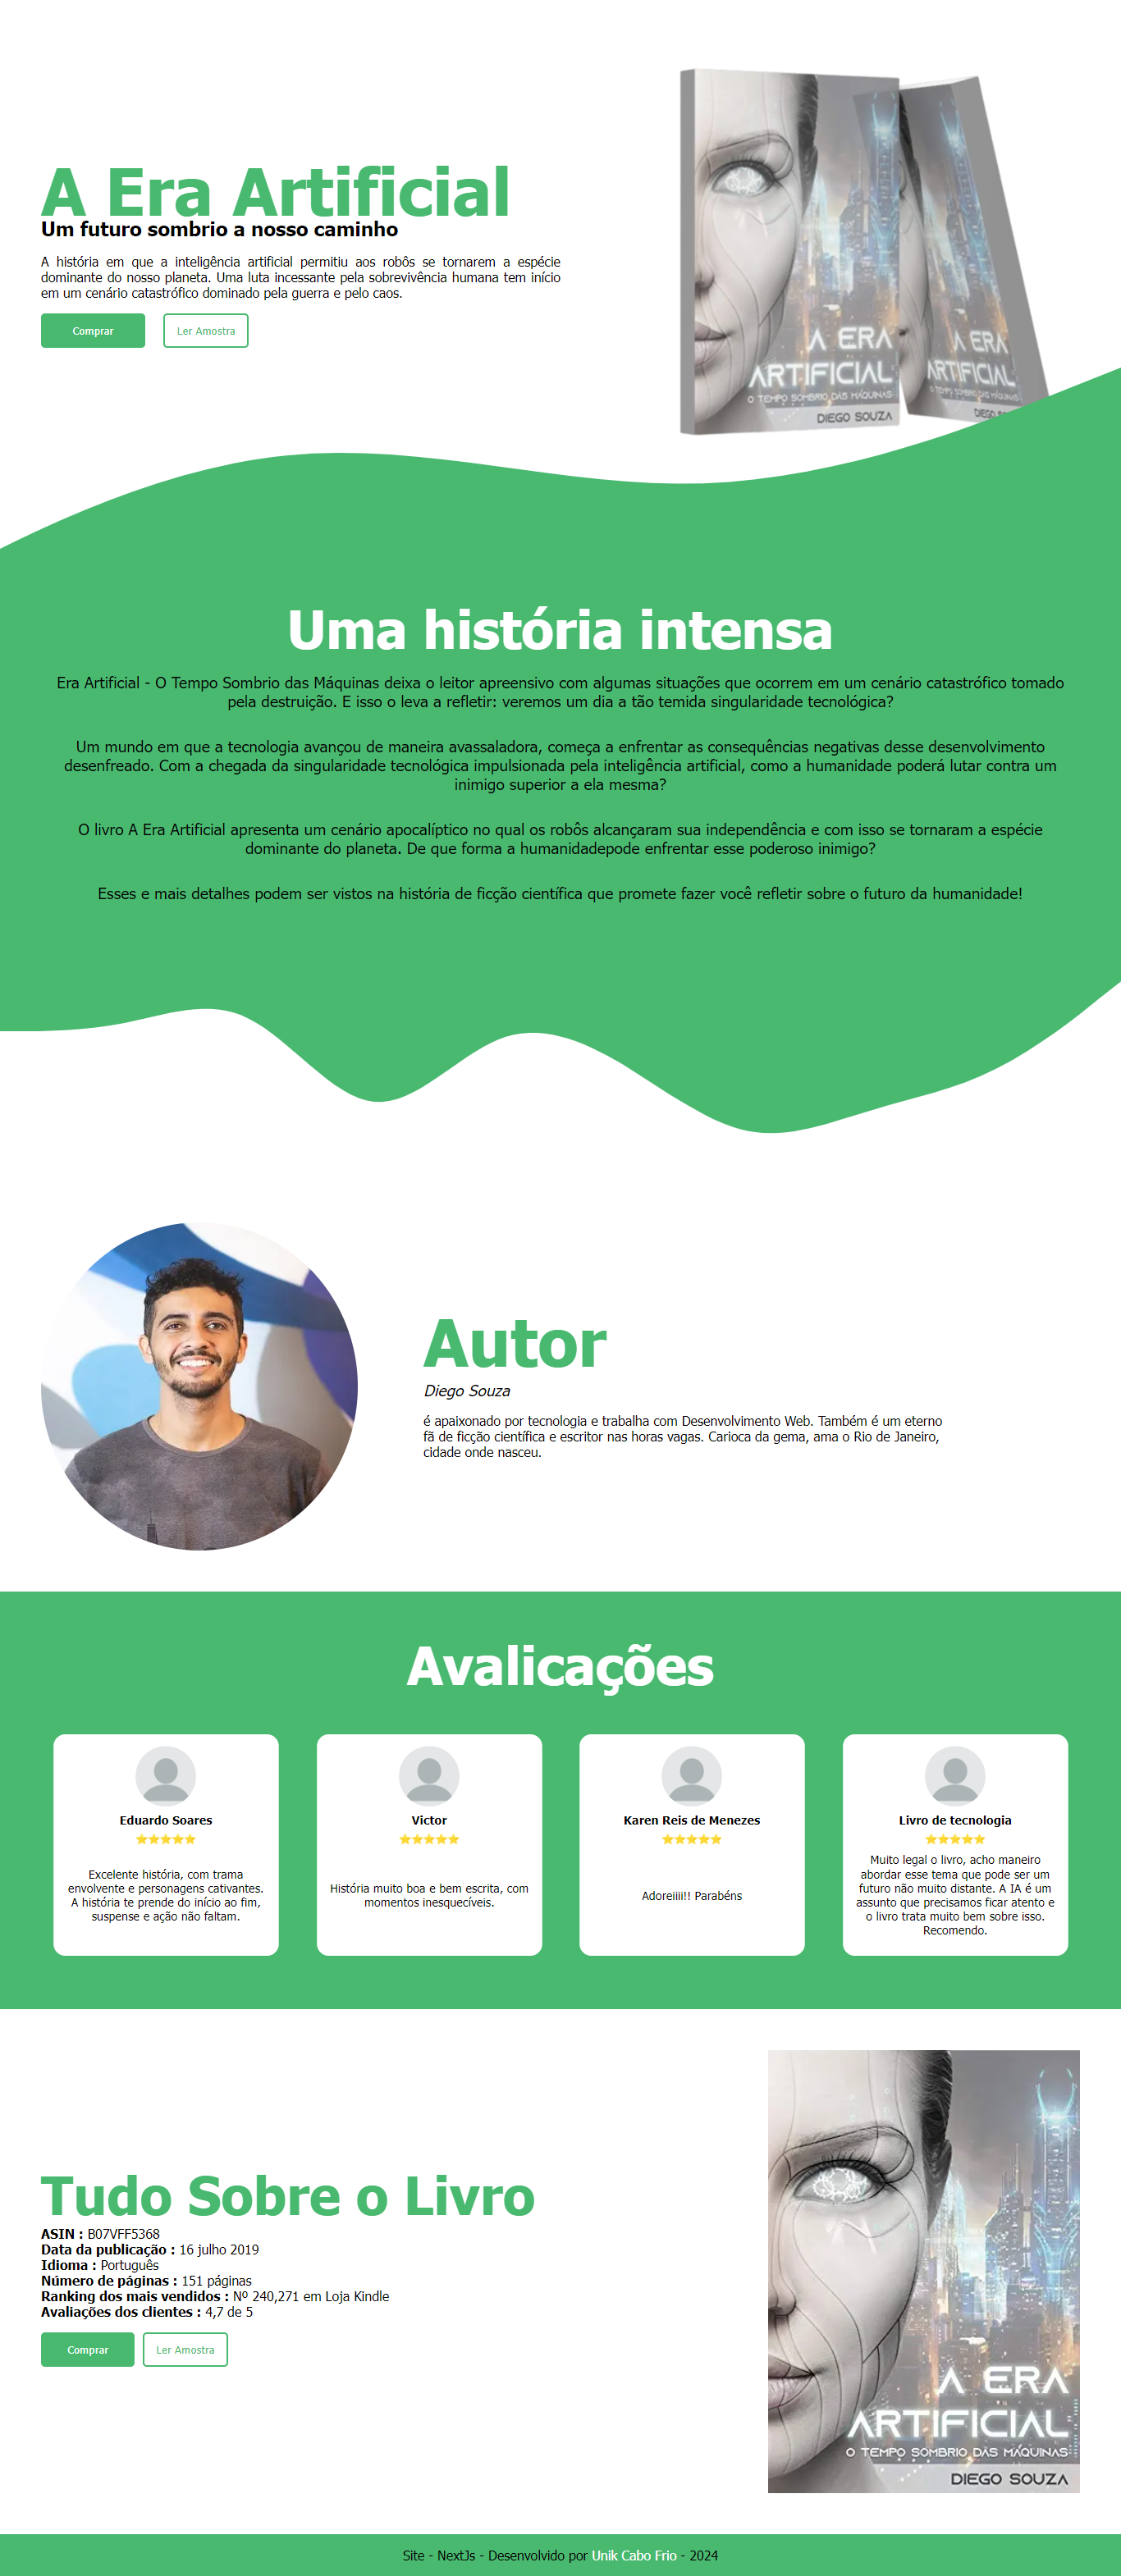 A Era Artificial
Um futuro sombrio a nosso caminho
A história em que a inteligência artificial permitiu aos robôs se tornarem a espécie
dominante do nosso planeta. Uma luta incessante pela sobrevivência humana tem início
em um cenário catastrófico dominado pela guerra e pelo caos.
Comprar
Ler Amostra
A ERA
ARTIFICIAL
O TEMPO SOMBRIO DAS MÁQUINAS
DIEGO SOUZA
A ERA
ARTIFICIAL
O TEMPO SOMBRIO DAS MÁQUINAS
Uma história intensa
Era Artificial - O Tempo Sombrio das Máquinas deixa o leitor apreensivo com algumas situações que ocorrem em um cenário catastrófico tomado
pela destruição. E isso o leva a refletir: veremos um dia a tão temida singularidade tecnológica?
Um mundo em que a tecnologia avançou de maneira avassaladora, começa a enfrentar as consequências negativas desse desenvolvimento
desenfreado. Com a chegada da singularidade tecnológica impulsionada pela inteligência artificial, como a humanidade poderá lutar contra um
inimigo superior a ela mesma?
O livro A Era Artificial apresenta um cenário apocalíptico no qual os robôs alcançaram sua independência e com isso se tornaram a espécie
dominante do planeta. De que forma a humanidadepode enfrentar esse poderoso inimigo?
Esses e mais detalhes podem ser vistos na história de ficção científica que promete fazer você refletir sobre o futuro da humanidade!
Autor
Diego Souza
é apaixonado por tecnologia e trabalha com Desenvolvimento Web. Também é um eterno
fã de ficção científica e escritor nas horas vagas. Carioca da gema, ama o Rio de Janeiro,
cidade onde nasceu.
Avalicações
Eduardo Soares
Excelente história, com trama
envolvente e personagens cativantes.
A história te prende do início ao fim,
suspense e ação não faltam.
Victor
História muito boa e bem escrita, com
momentos inesquecíveis.
Karen Reis de Menezes
Adoreiiii!! Parabéns
Livro de tecnologia
Muito legal o livro, acho maneiro
abordar esse tema que pode ser um
futuro não muito distante. A IA é um
assunto que precisamos ficar atento e
o livro trata muito bem sobre isso.
Recomendo.
Tudo Sobre o Livro
ASIN : B07VFF5368
Data da publicação : 16 julho 2019
Idioma : Português
Número de páginas : 151 páginas
Ranking dos mais vendidos : Nº 240,271 em Loja Kindle
Avaliações dos clientes : 4,7 de 5
Comprar
Ler Amostra
A ERA
ARTIFICIAL
O TEMPO SOMBRIO DAS MÁQUINAS
DIEGO SOUZA
Site - NextJs - Desenvolvido por Unik Cabo Frio - 2024